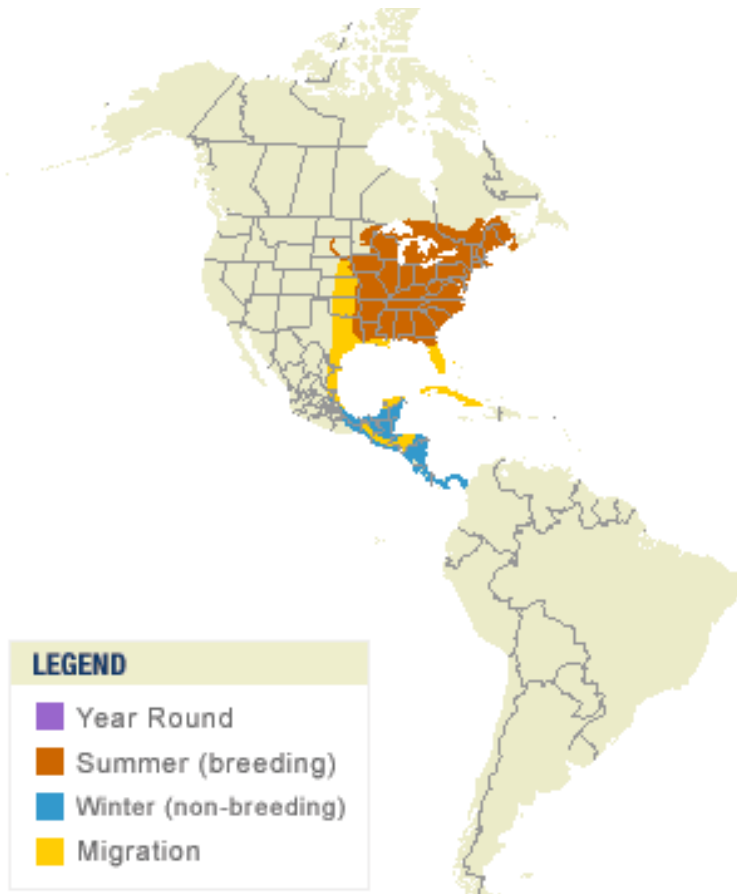 LEGEND
Year Round
Summer (breeding)
Winter (non-breeding)
Migration